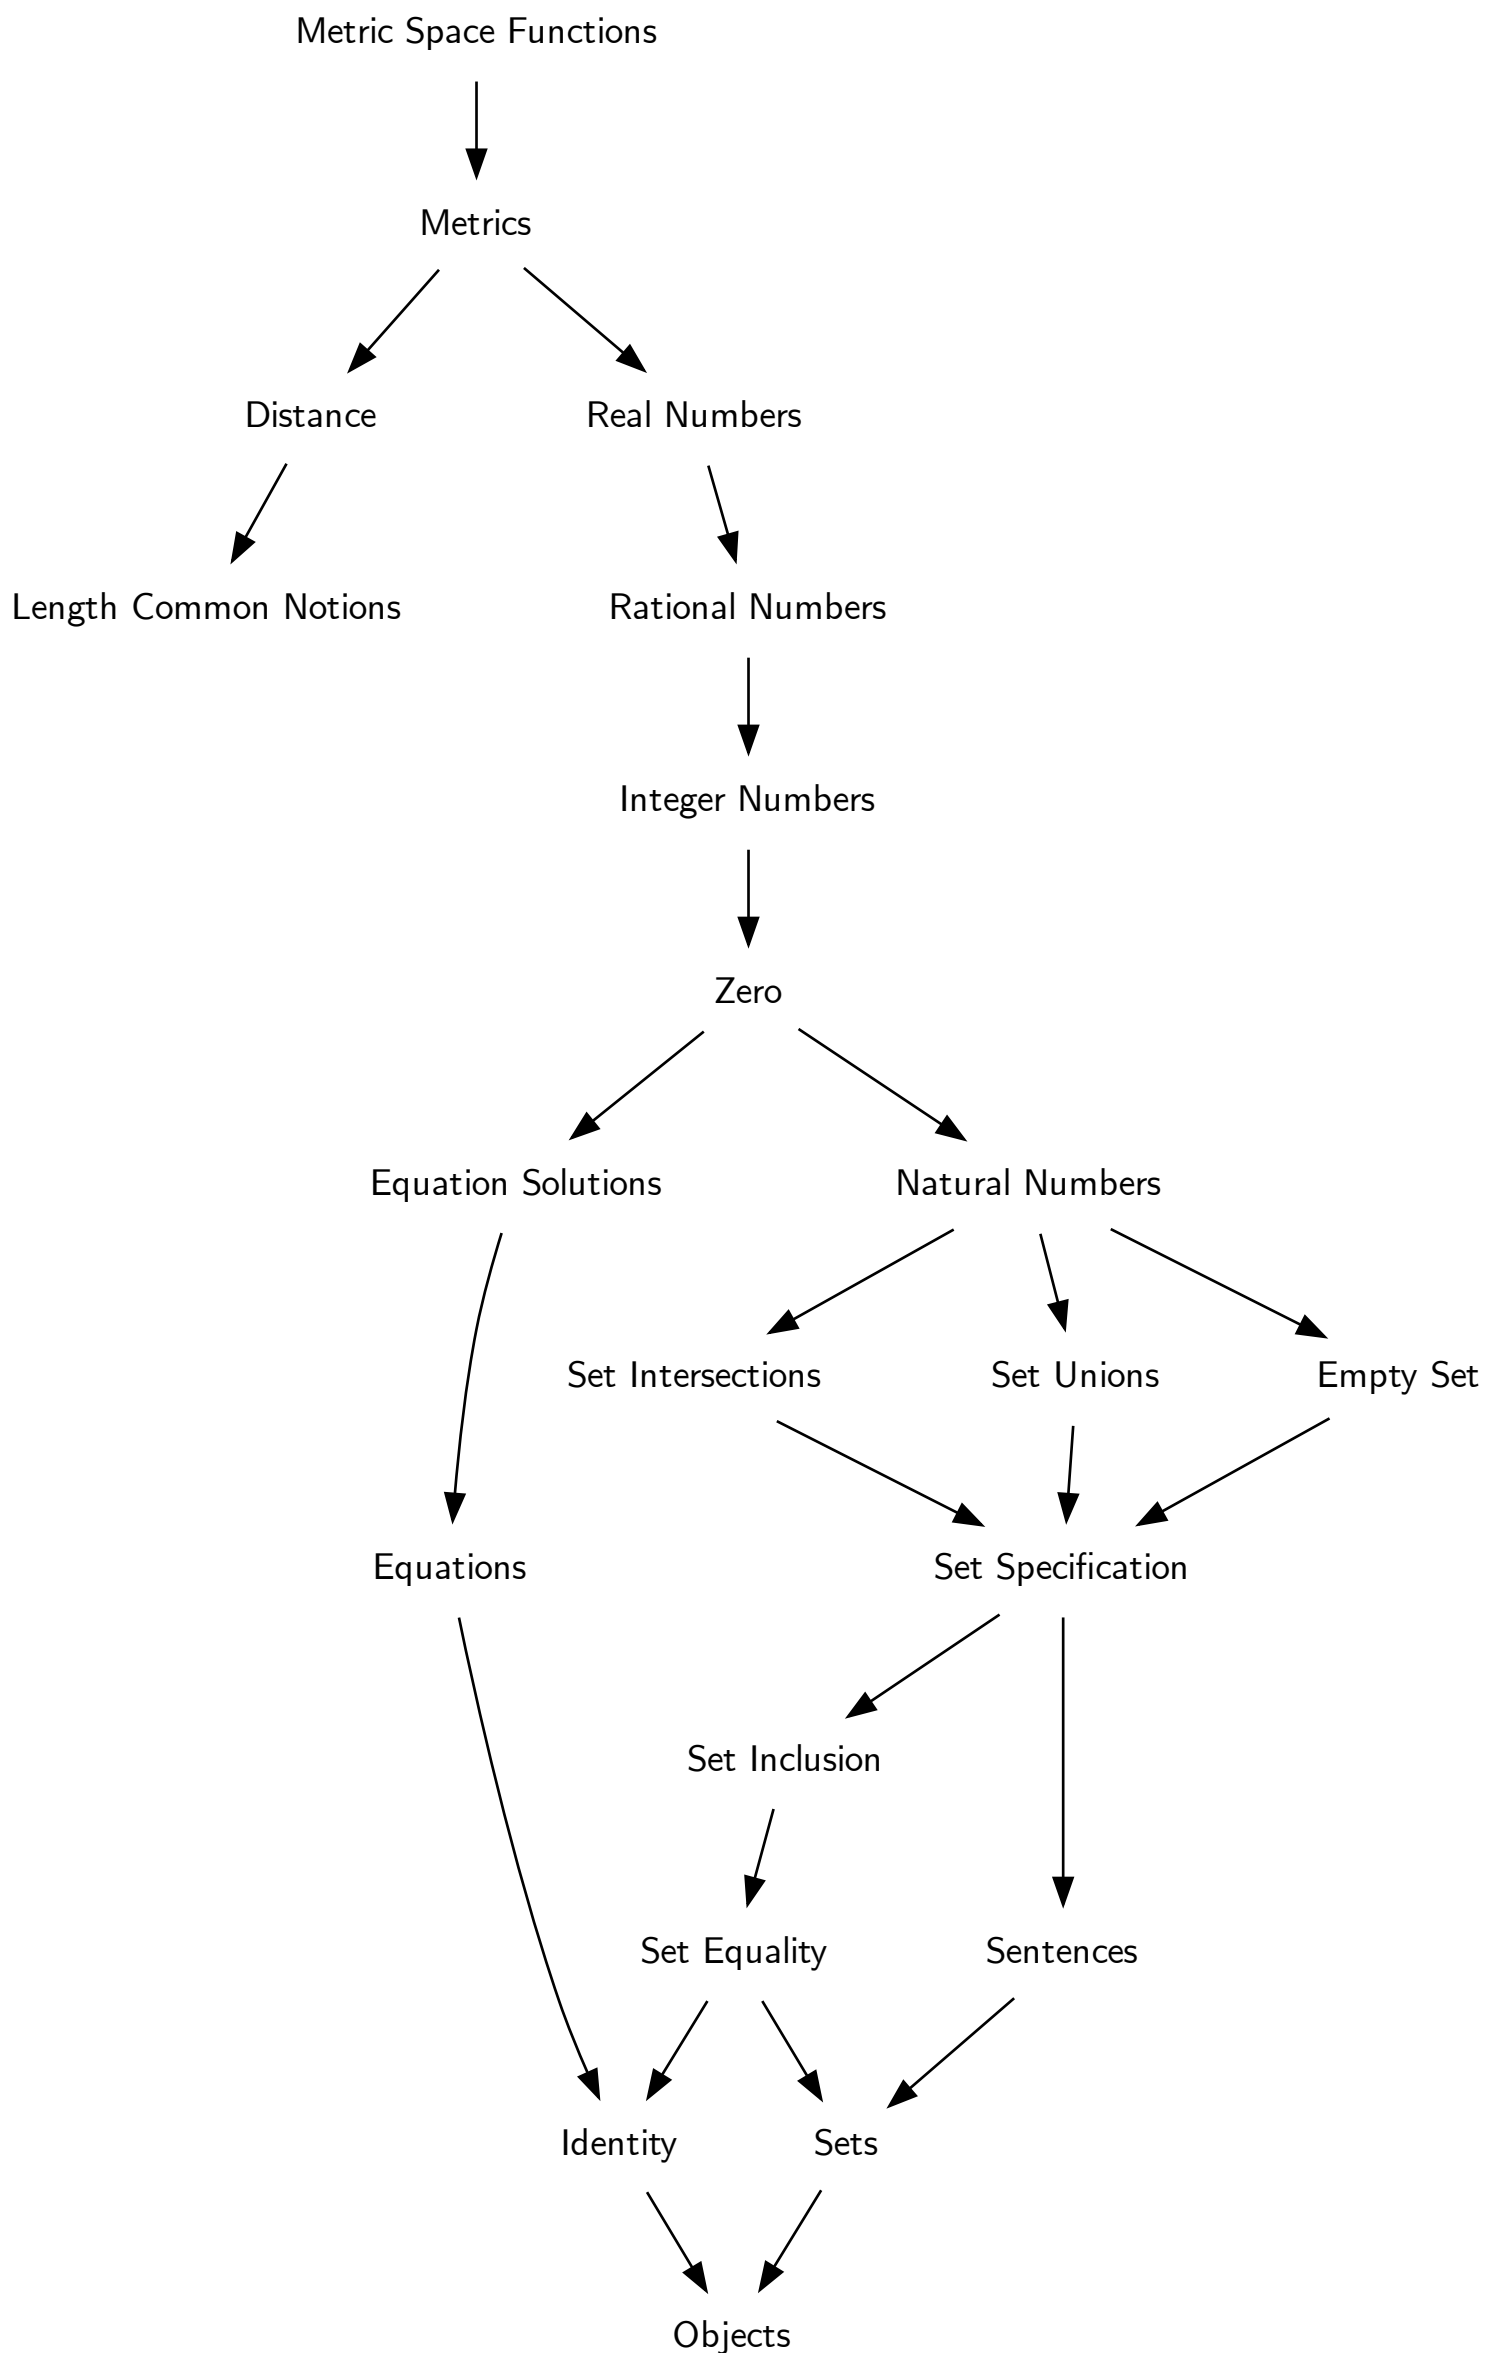 Metric Space Functions
Metrics
Distance
Real Numbers
Length Common Notions
Rational Numbers
Integer Numbers
Zero
Equation Solutions
Natural Numbers
Set Intersections
Set Unions
Empty Set
Equations
Set Specification
Set Inclusion
Set Equality
Sentences
Identity
Sets
Objects